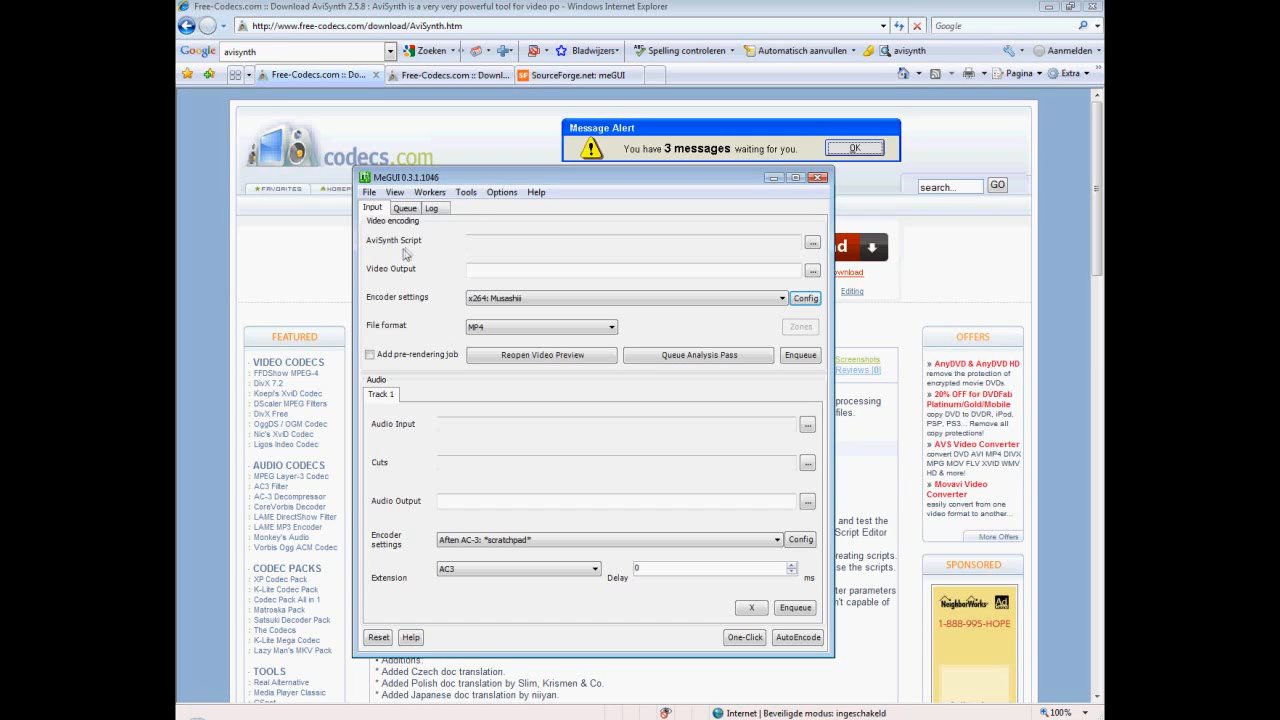 Free-Codecs.com :: Download AviSynth 2.5.8 : AviSynth is a very very powerful tool for video po - Windows Internet Explorer
http://www.free-codecs.com/download/AviSynth.htm
Google
Google
avisynth
Zoeken
Bladwijzers
Spelling controleren
Automatisch aanvullen
avisynth
Aanmelden
Free-Codecs.com :: Do...
Free-Codecs.com :: Downl...
SF
SourceForge.net: meGUI
Pagina
Extra
codecs.com
FAVORITES
Message Alert
You have 3 messages waiting for you.
OK
search...
GO
MeGUI 0.3.1.1046
File
View
Workers
Tools
Options
Help
Input
Queue
Log
Video encoding
AviSynth Script
...
Video Output
...
Encoder settings
x264: Musashiii
Config
File format
MP4
Zones
Add pre-rendering job
Reopen Video Preview
Queue Analysis Pass
Enqueue
Audio
Track 1
Audio Input
...
Cuts
...
Audio Output
...
Encoder
settings
Aften AC-3: *scratchpad*
Config
Extension
AC3
Delay
0
ms
X
Enqueue
Reset
Help
One-Click
AutoEncode
FEATURED
VIDEO CODECS
: FFDShow MPEG-4
: DivX 7.2
: Koepi's XviD Codec
: DScaler MPEG Filters
: DivX Free
: OggDS / OGM Codec
: Nic's XviD Codec
: Ligos Indeo Codec
AUDIO CODECS
: MPEG Layer-3 Codec
: AC3 Filter
: AC-3 Decompressor
: CoreVorbis Decoder
: LAME DirectShow Filter
: LAME MP3 Encoder
: Monkey's Audio
: Vorbis Ogg ACM Codec
CODEC PACKS
: XP Codec Pack
: K-Lite Codec Pack
: Codec Pack All in 1
: Matroska Pack
: Satsuki Decoder Pack
: The Codecs
: K-Lite Mega Codec
: Lazy Man's MKV Pack
TOOLS
: Real Alternative
: Media Player Classic
Editing
Screenshots
Reviews [0]
processing
files.
and test the
Script Editor
creating scripts.
the scripts.
parameters
capable of
* Additions:
* Added Czech doc translation.
* Added Polish doc translation by Slim, Krismen & Co.
* Added Japanese doc translation by niiyan.
OFFERS
» AnyDVD & AnyDVD HD
remove the protection of
encrypted movie DVDs.
» 20% OFF for DVDFab
Platinum/Gold/Mobile
copy DVD to DVDR, iPod,
PSP, PS3... Remove all
copy protections!
» AVS Video Converter
convert DVD AVI MP4 DIVX
MPG MOV FLV XVID WMV
HD & more!
» Movavi Video
Converter
easily convert from one
video format to another...
More Offers
SPONSORED
NeighborWorks
Ad
Council
1-888-995-HOPE
Internet | Beveiligde modus: ingeschakeld
100%